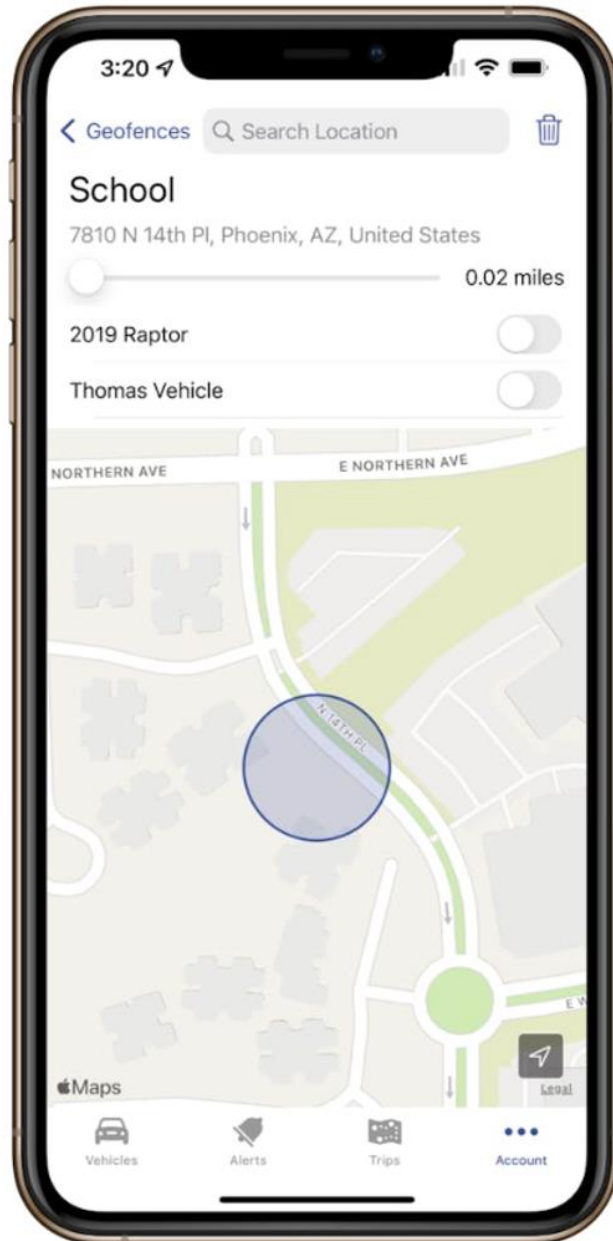 3:20
Geofences
Search Location
School
7810 N 14th Pl, Phoenix, AZ, United States
0.02 miles
2019 Raptor
Thomas Vehicle
NORTHERN AVE
E NORTHERN AVE
N 14TH PL
E W
Maps
Legal
Vehicles
Alerts
Trips
Account